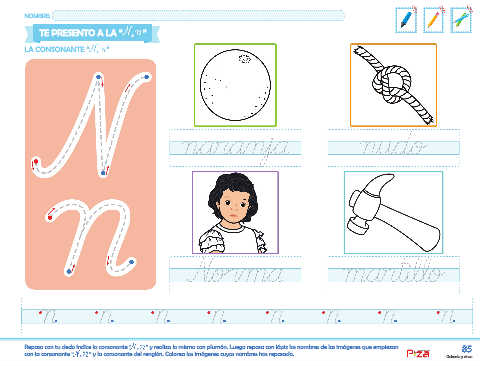 NOMBRE:
TE PRESENTO A LA "N, n"
LA CONSONANTE "N, n"
naranja
nudo
Norma
martillo
n n n n n n n n
Repasa con tu dedo índice la consonante "N, n" y realiza lo mismo con plumón. Luego repasa con lápiz los nombres de las imágenes que empiezan
con la consonante "N, n" y la consonante del renglón. Colorea las imágenes cuyos nombres has repasado.
85